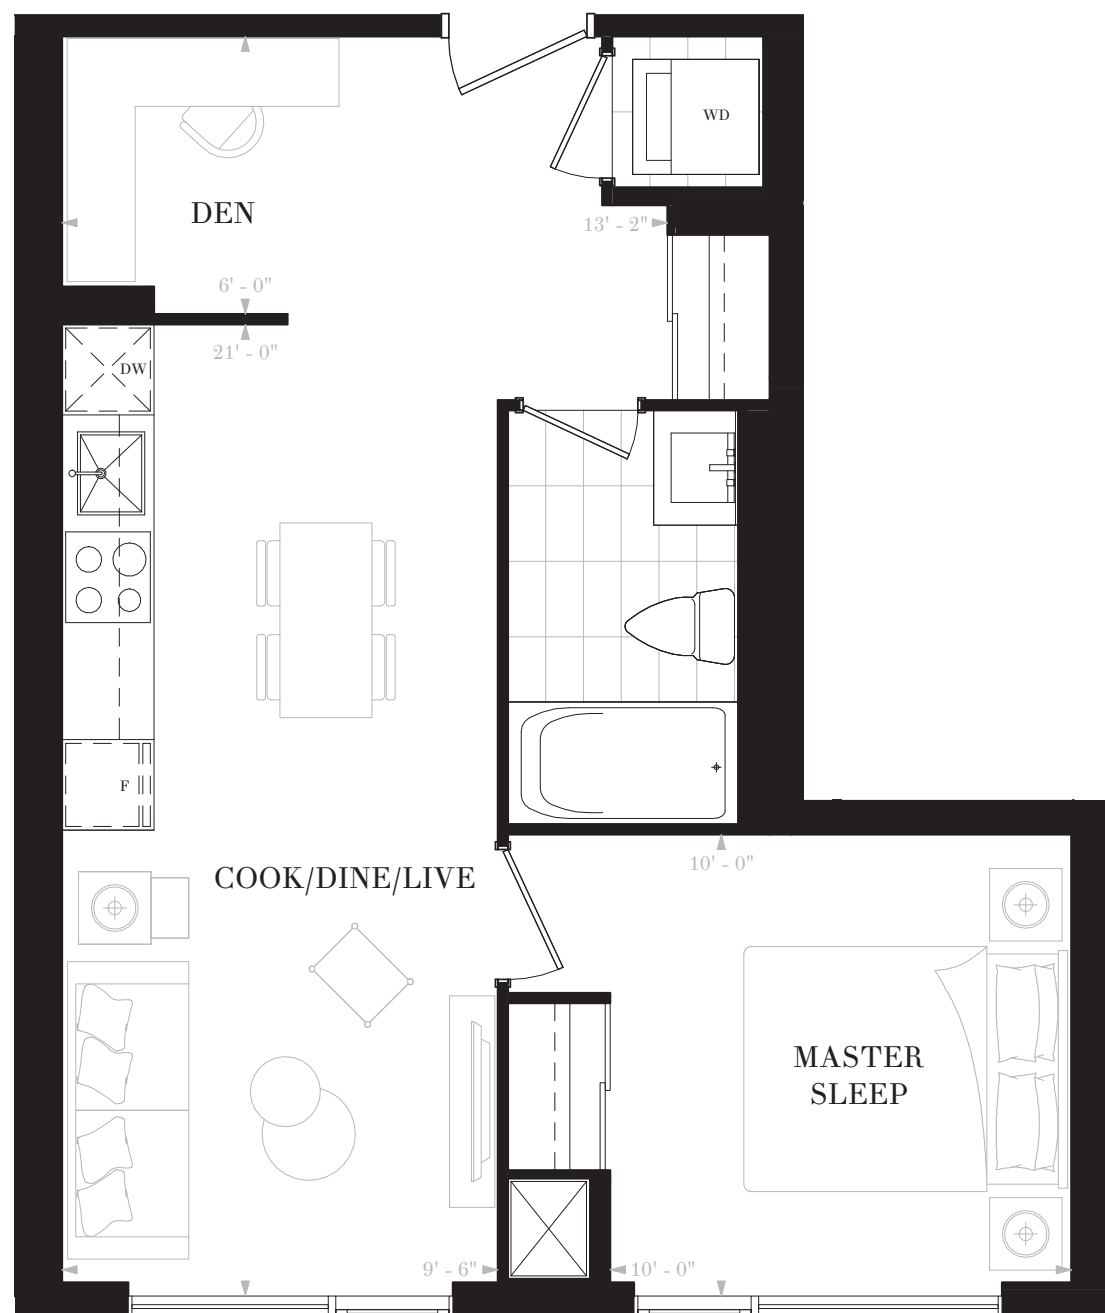 WD
DEN
13' - 2"
6' - 0"
21' - 0"
DW
F
10' - 0"
COOK/DINE/LIVE
MASTER
SLEEP
9' - 6"
10' - 0"